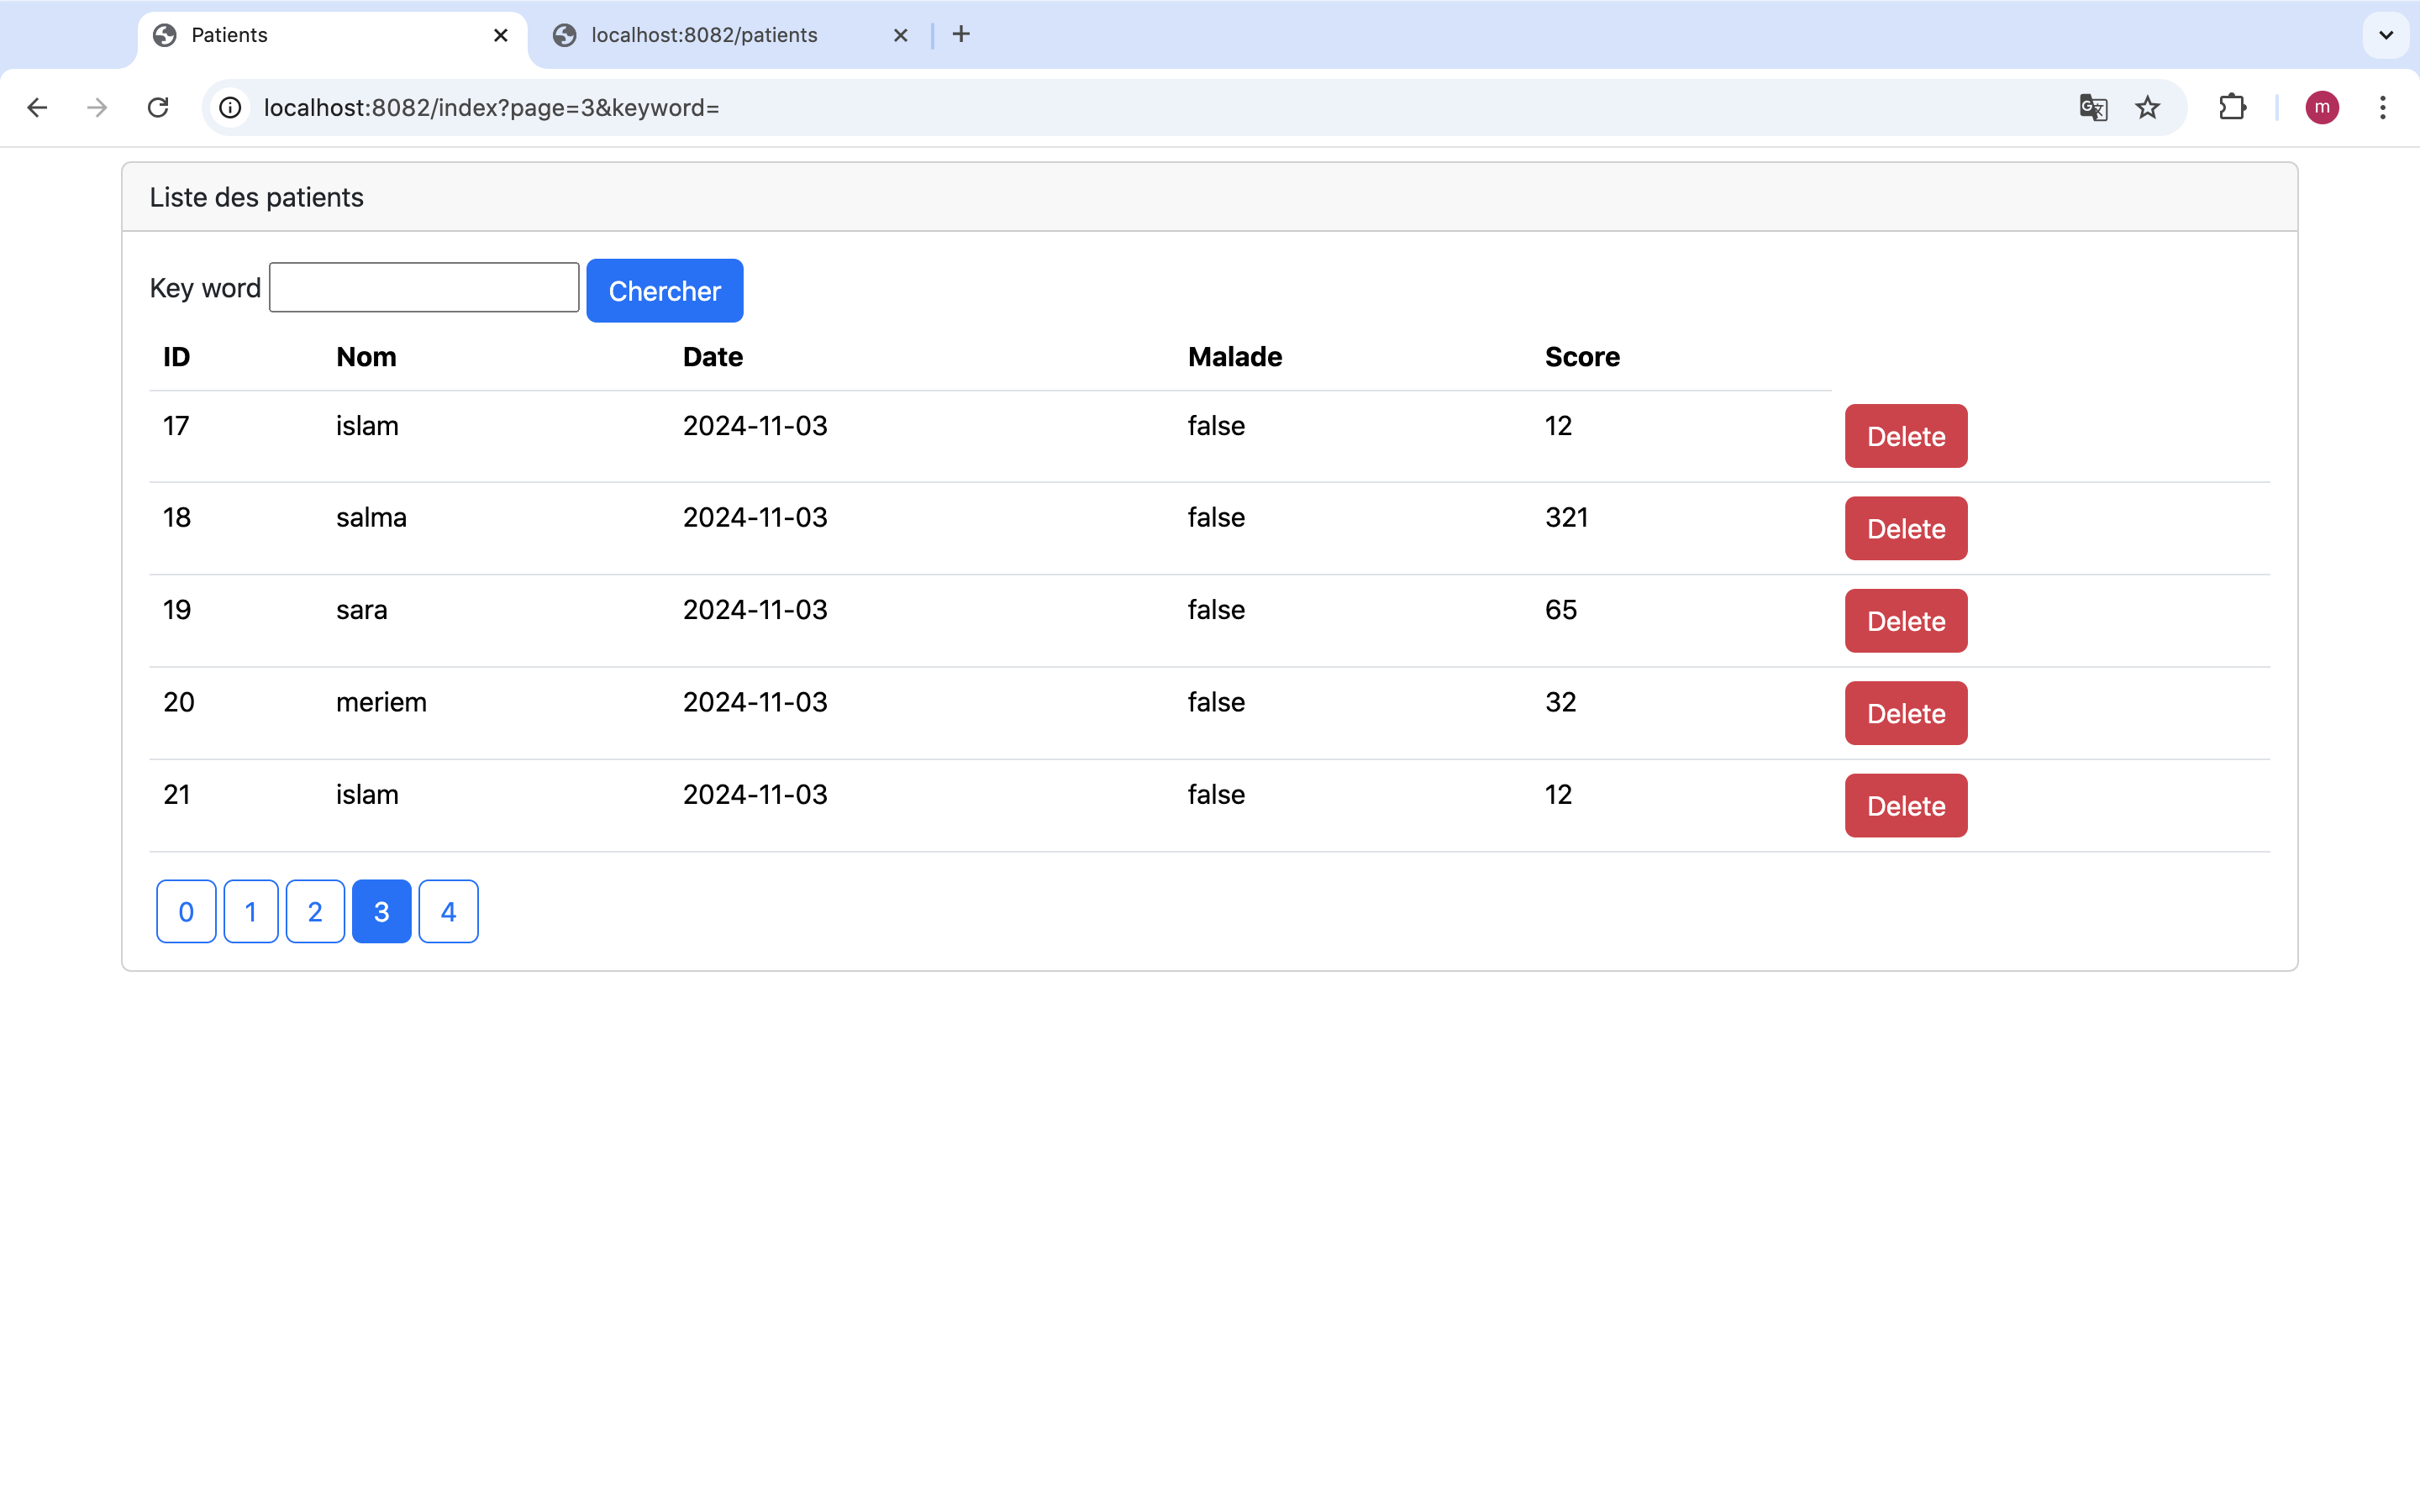 Patients
localhost:8082/patients
localhost:8082/index?page=3&keyword=
m
Liste des patients
Key word Chercher
ID Nom Date Malade Score
17 islam 2024-11-03 false 12 Delete
18 salma 2024-11-03 false 321 Delete
19 sara 2024-11-03 false 65 Delete
20 meriem 2024-11-03 false 32 Delete
21 islam 2024-11-03 false 12 Delete
0 1 2 3 4